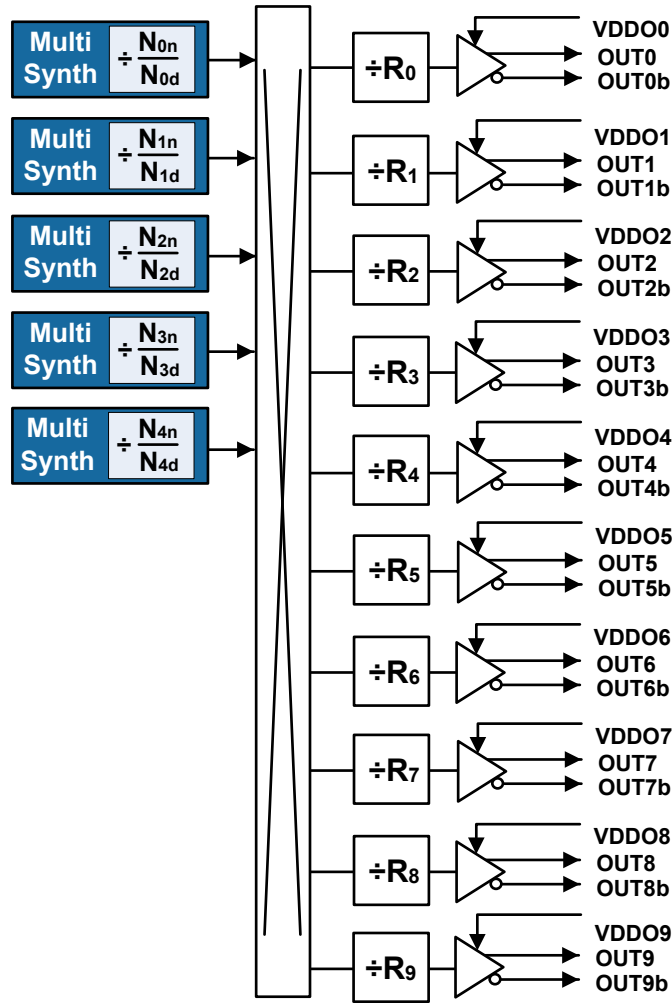 Multi Synth ÷ N0n/N0d
Multi Synth ÷ N1n/N1d
Multi Synth ÷ N2n/N2d
Multi Synth ÷ N3n/N3d
Multi Synth ÷ N4n/N4d
÷R0
VDDO0
OUT0
OUT0b
÷R1
VDDO1
OUT1
OUT1b
÷R2
VDDO2
OUT2
OUT2b
÷R3
VDDO3
OUT3
OUT3b
÷R4
VDDO4
OUT4
OUT4b
÷R5
VDDO5
OUT5
OUT5b
÷R6
VDDO6
OUT6
OUT6b
÷R7
VDDO7
OUT7
OUT7b
÷R8
VDDO8
OUT8
OUT8b
÷R9
VDDO9
OUT9
OUT9b